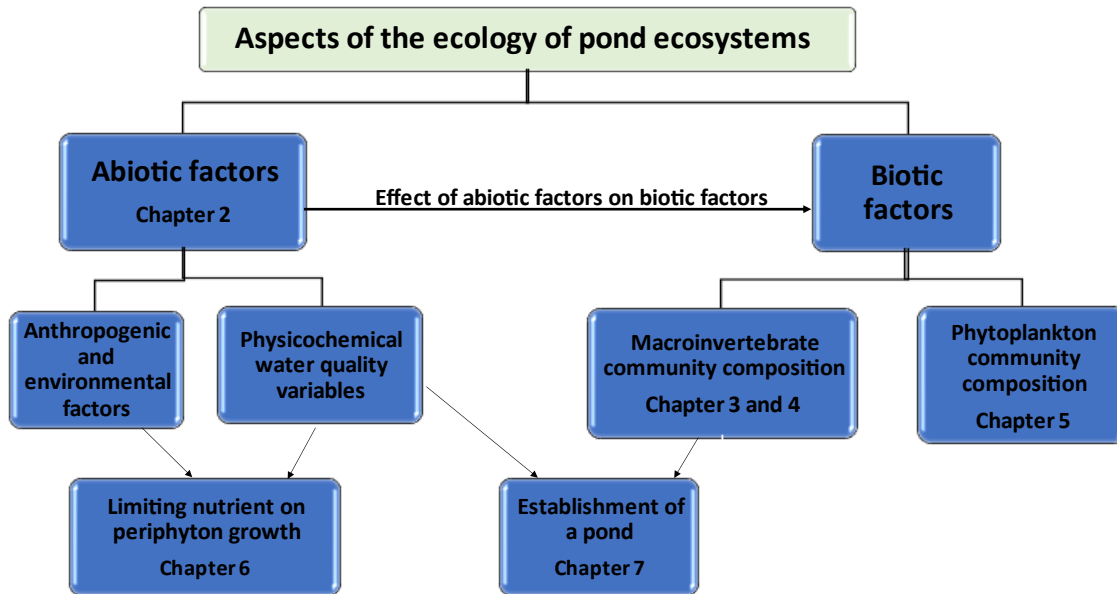 Aspects of the ecology of pond ecosystems
Abiotic factors
Chapter 2
Effect of abiotic factors on biotic factors
Biotic
factors
Anthropogenic
and
environmental
factors
Physicochemical
water quality
variables
Macroinvertebrate
community composition
Chapter 3 and 4
Phytoplankton
community
composition
Chapter 5
Limiting nutrient on
periphyton growth
Chapter 6
Establishment of
a pond
Chapter 7